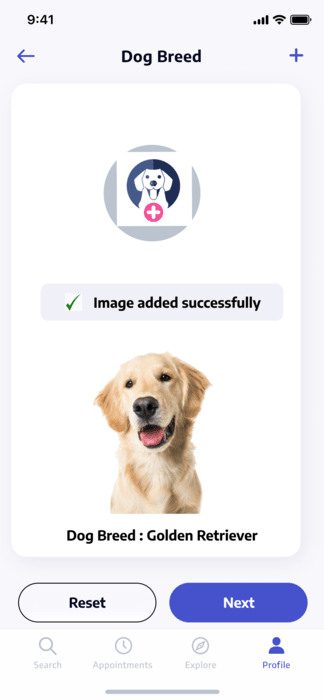 9:41
Dog Breed
Image added successfully
Dog Breed : Golden Retriever
Reset
Next
Search
Appointments
Explore
Profile